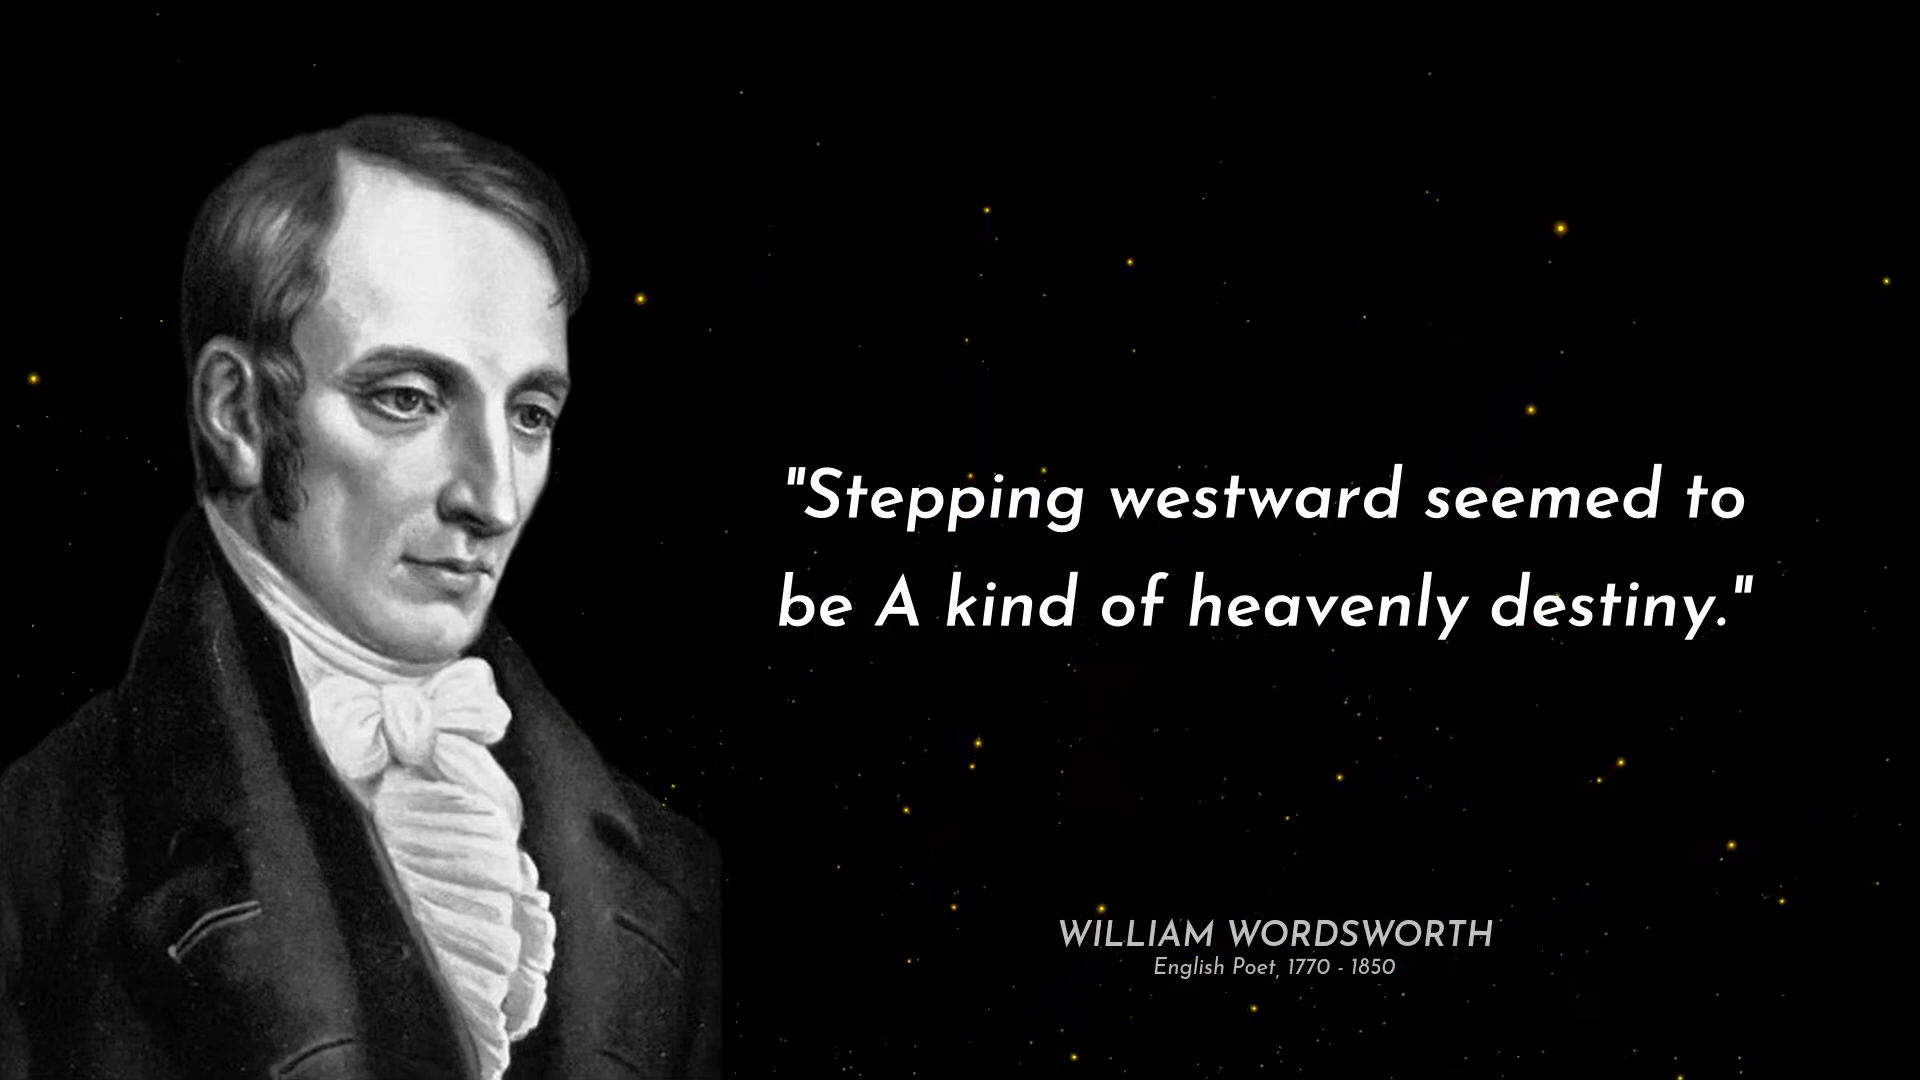 "Stepping westward seemed to
be A kind of heavenly destiny."
WILLIAM WORDSWORTH
English Poet, 1770 - 1850